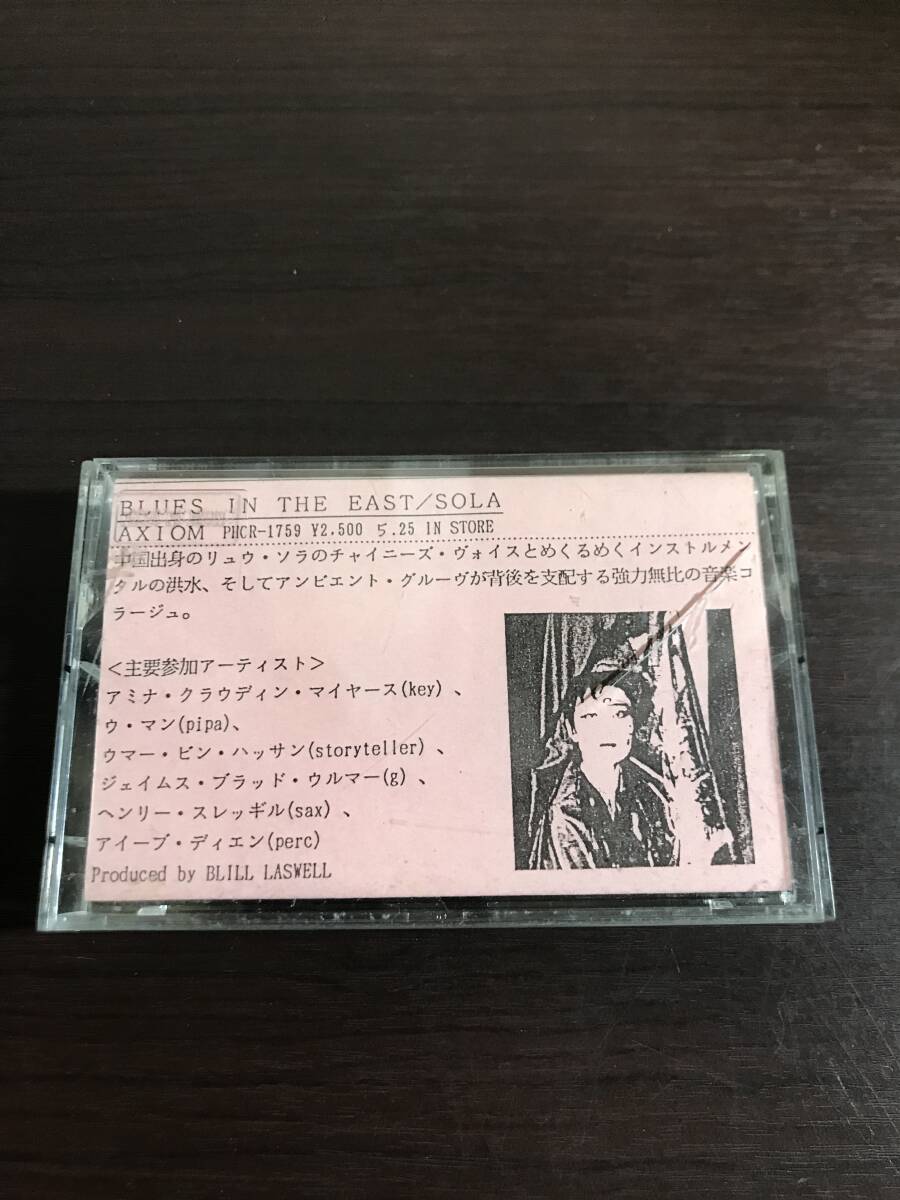 BLUES IN THE EAST/SOLA
AXIOM PHCR-1759 ¥2,500 5.25 IN STORE
中国出身のリュウ・ソラのチャイニーズ・ヴォイスとめくるめくインストルメン
タルの洪水、そしてアンビエント・グルーヴが背後を支配する強力無比の音楽コ
ラージュ。
＜主要参加アーティスト＞
アミナ・クラウディン・マイヤース(key)、
ウ・マン(pipa)、
ウマー・ビン・ハッサン(storyteller)、
ジェイムス・ブラッド・ウルマー(g)、
ヘンリー・スレッギル(sax)、
アイーブ・ディエン(perc)
Produced by BLILL LASWELL